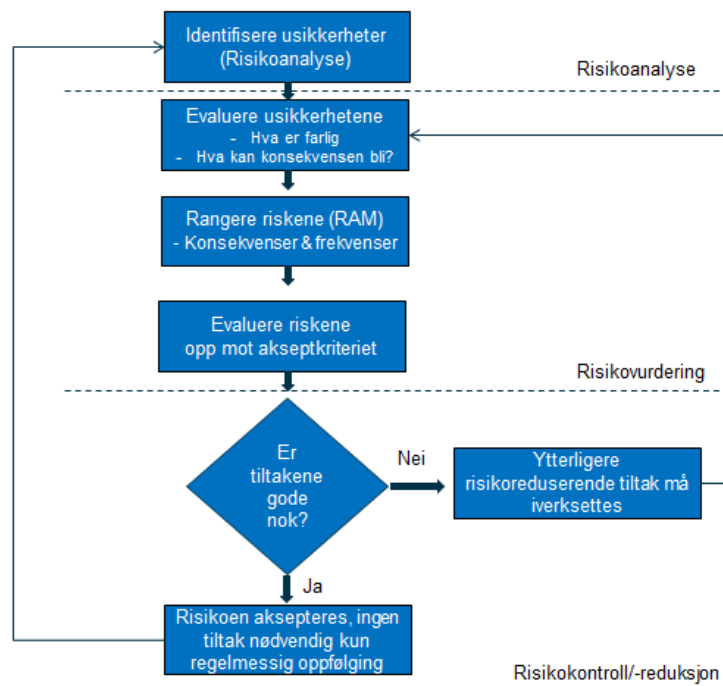 Identifisere usikkerheter
(Risikoanalyse)
Risikoanalyse
Evaluere usikkerhetene
- Hva er farlig
- Hva kan konsekvensen bli?
Rangere riskene (RAM)
- Konsekvenser & frekvenser
Evaluere riskene
opp mot akseptkriteriet
Risikovurdering
Er
tiltakene
gode
nok?
Nei
Ytterligere
risikoreduserende tiltak må
iverksettes
Ja
Risikoen aksepteres, ingen
tiltak nødvendig kun
regelmessig oppfølging
Risikokontroll/-reduksjon